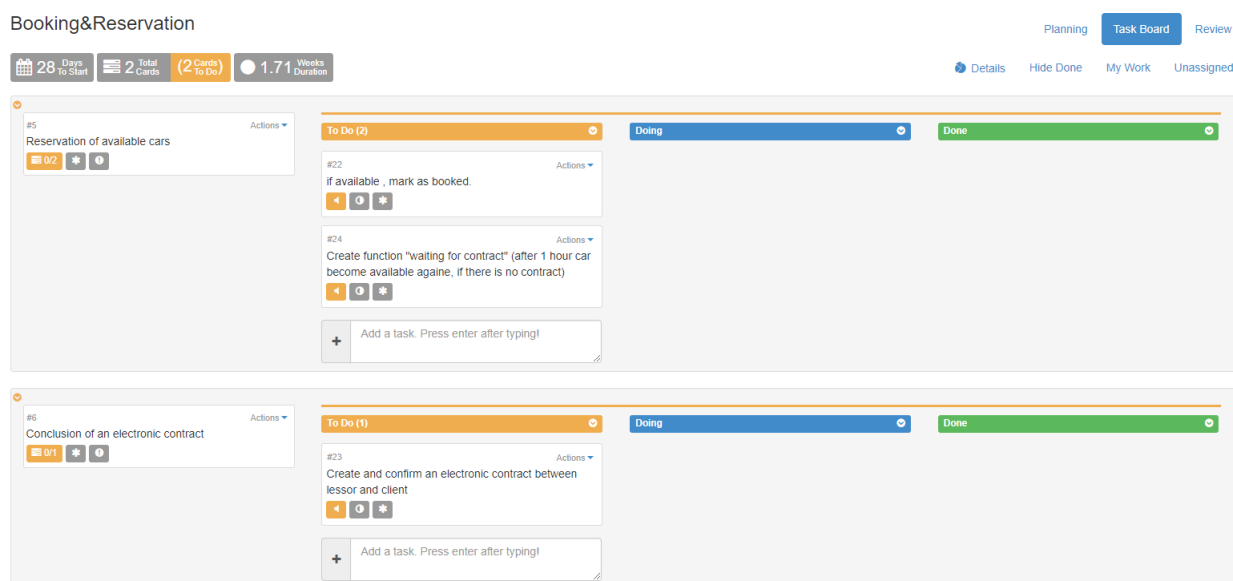 Booking&Reservation
Planning Task Board Review
28 Days To Start 2 Total Cards (2 Cards To Do) 1.71 Weeks Duration
Details Hide Done My Work Unassigned
#5 Actions
Reservation of available cars
0/2
To Do (2) Doing Done
#22 Actions
if available , mark as booked.
#24 Actions
Create function "waiting for contract" (after 1 hour car
become available againe, if there is no contract)
+ Add a task. Press enter after typing!
#6 Actions
Conclusion of an electronic contract
0/1
To Do (1) Doing Done
#23 Actions
Create and confirm an electronic contract between
lessor and client
+ Add a task. Press enter after typing!